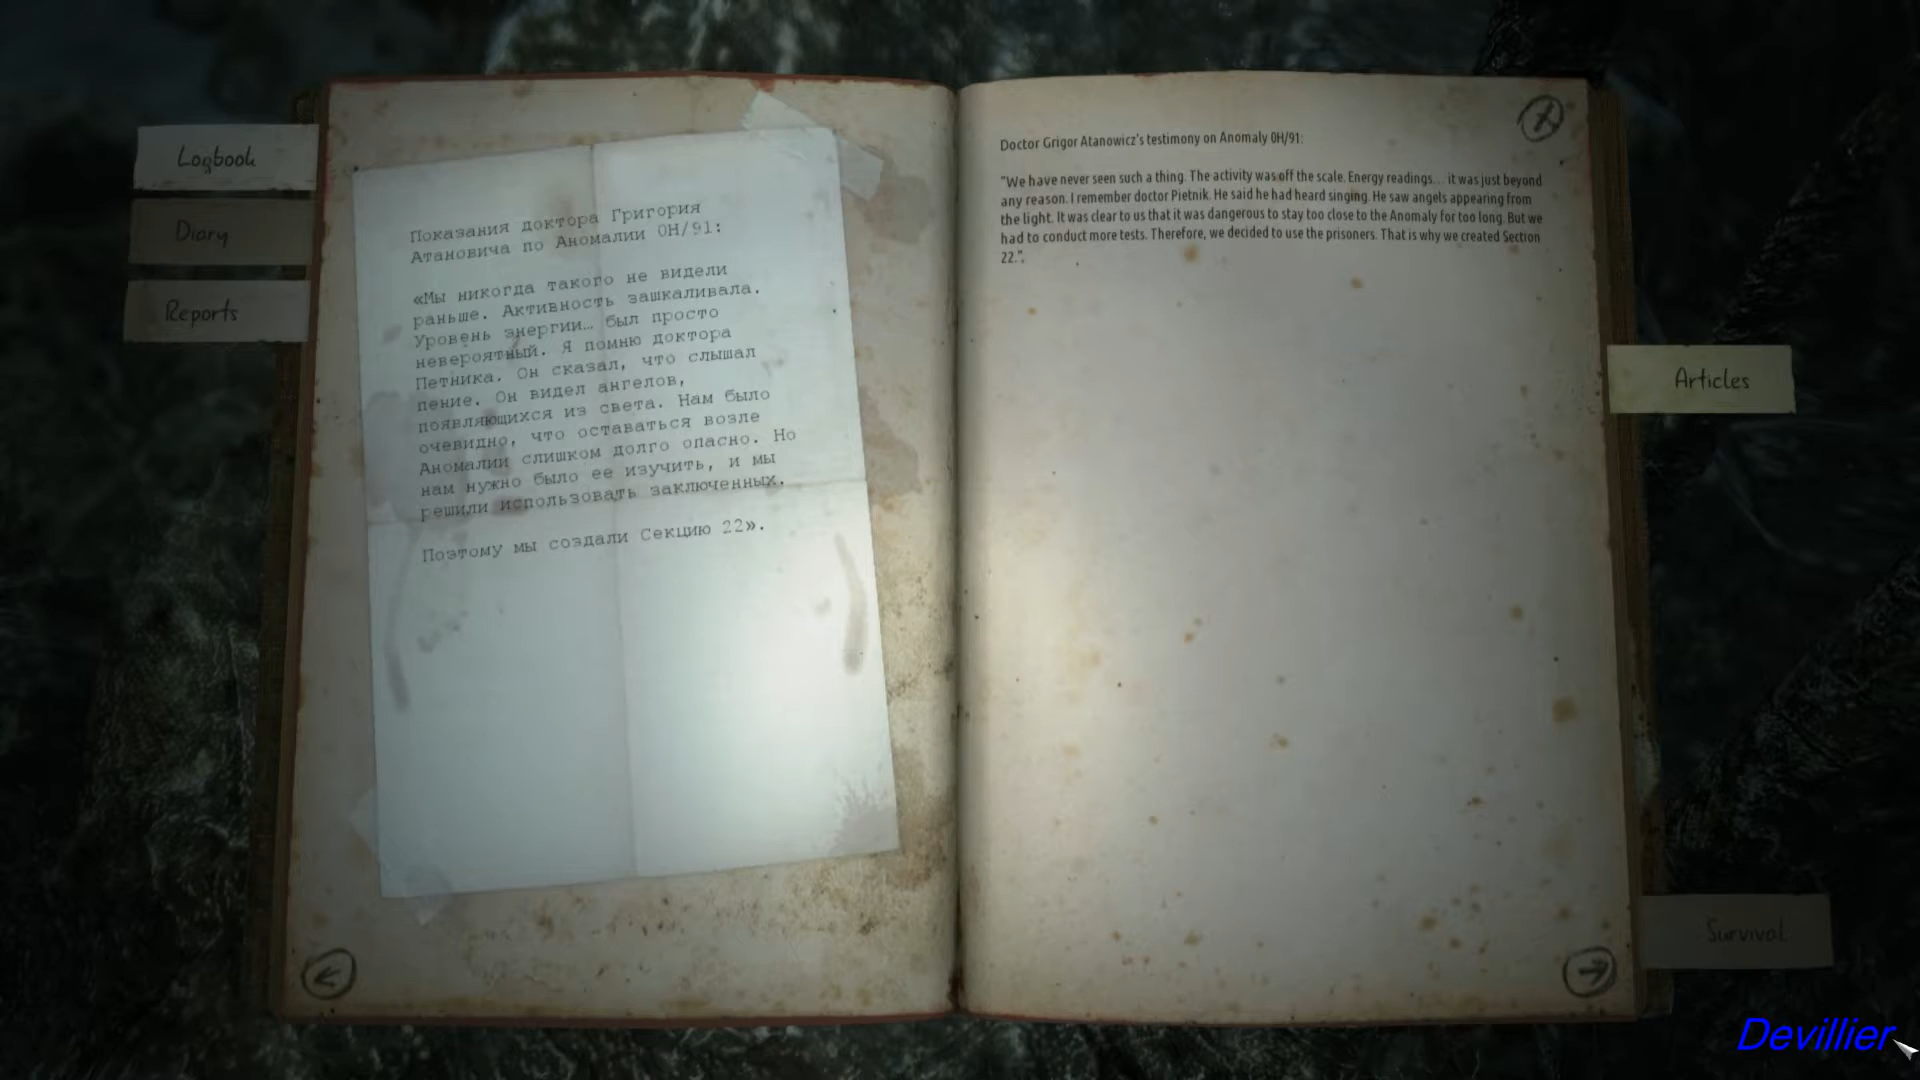 Logbook
Diary
Reports
Показания доктора Григория
Атановича по Аномалии 0H/91:
«Мы никогда такого не видели
раньше. Активность зашкаливала.
Уровень энергии… был просто
невероятный. Я помню доктора
Петника. Он сказал, что слышал
пение. Он видел ангелов,
появляющихся из света. Нам было
очевидно, что оставаться возле
Аномалии слишком долго опасно. Но
нам нужно было ее изучить, и мы
решили использовать заключенных.
Поэтому мы создали Секцию 22».
Doctor Grigor Atanowicz's testimony on Anomaly 0H/91:
"We have never seen such a thing. The activity was off the scale. Energy readings… it was just beyond
any reason. I remember doctor Pietnik. He said he had heard singing. He saw angels appearing from
the light. It was clear to us that it was dangerous to stay too close to the Anomaly for too long. But we
had to conduct more tests. Therefore, we decided to use the prisoners. That is why we created Section
22.".
Articles
Survival
Devillier